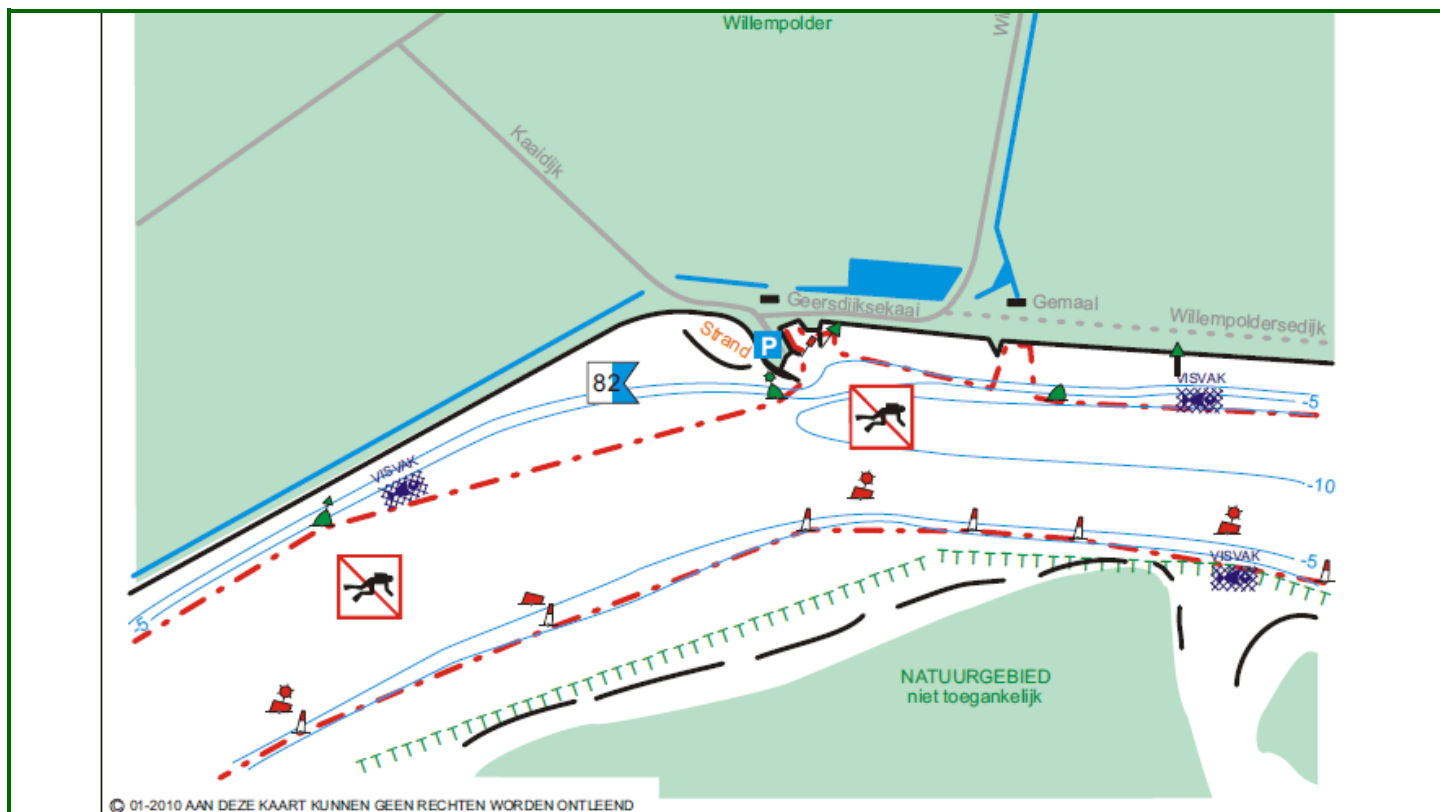 Willempolder
Wil
Kaaidijk
Geersdijksekaai
Gemaal
Willempoldersedijk
Strand
P
82
VISVAK
-5
VISVAK
-10
-5
VISVAK
-5
NATUURGEBIED
niet toegankelijk
© 01-2010 AAN DEZE KAART KUNNEN GEEN RECHTEN WORDEN ONTLEEND